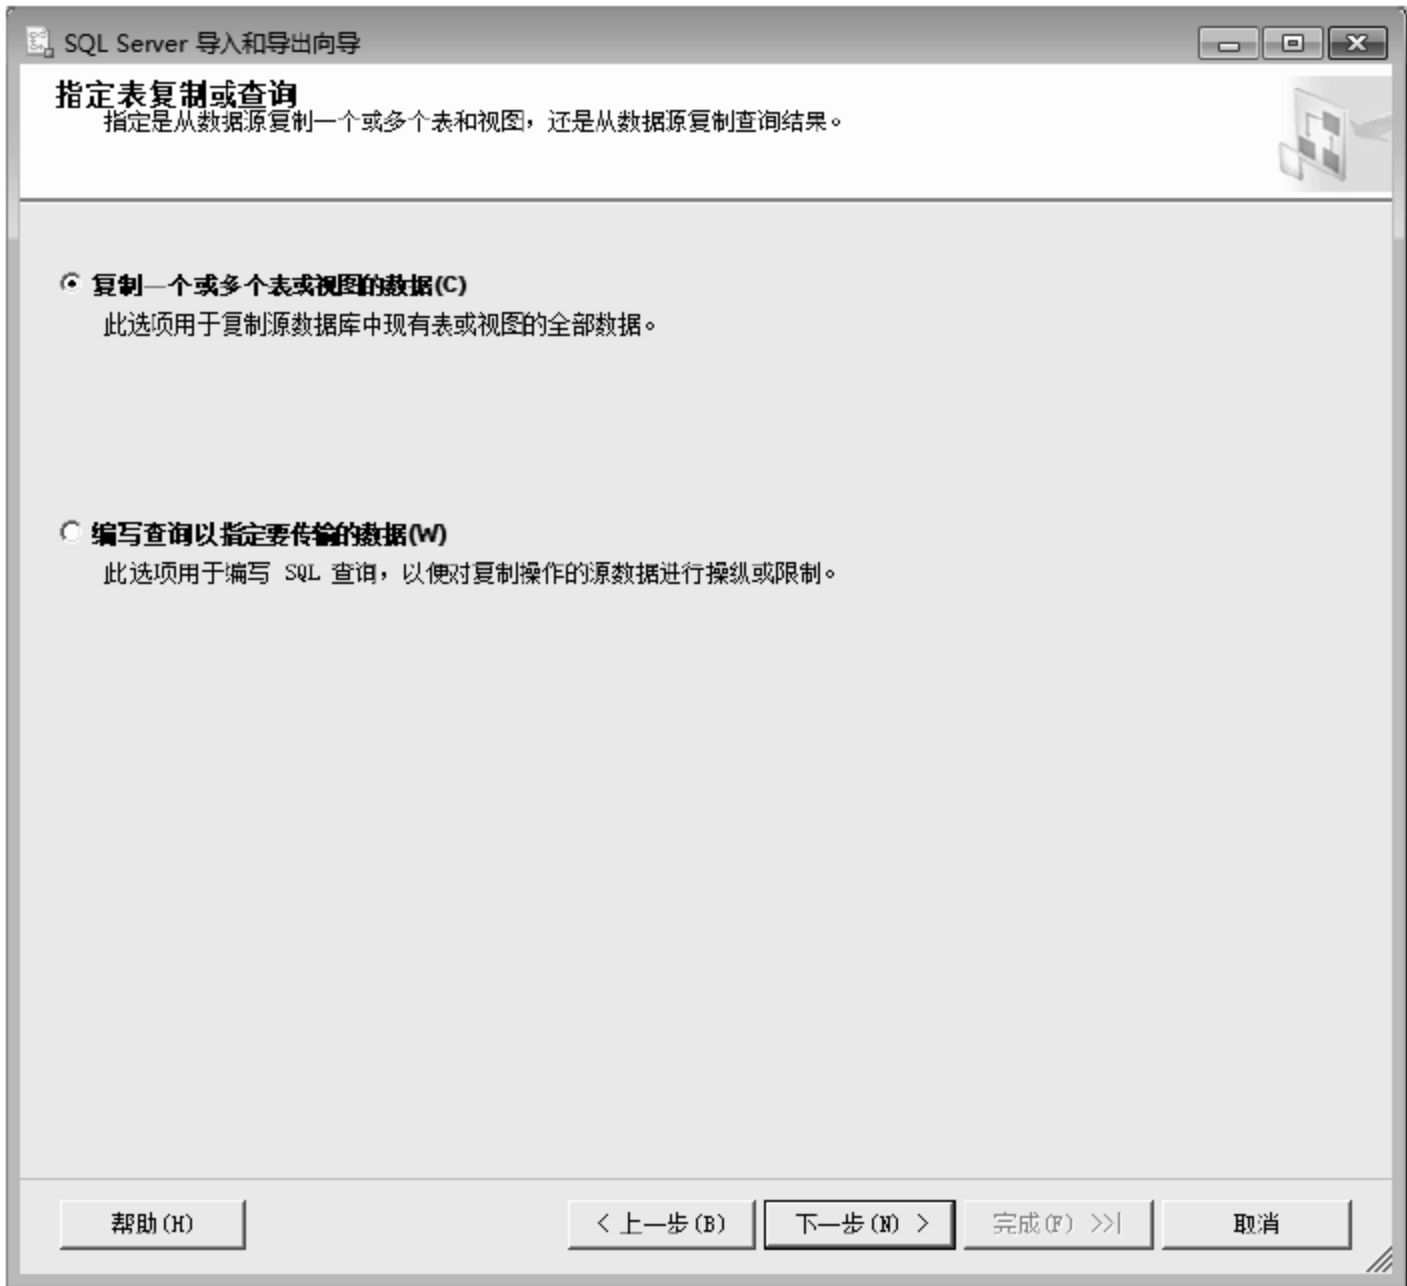 SQL Server 导入和导出向导
指定表复制或查询
指定是从数据源复制一个或多个表和视图，还是从数据源复制查询结果。
复制一个或多个表或视图的数据(C)
此选项用于复制源数据库中现有表或视图的全部数据。
编写查询以指定要传输的数据(W)
此选项用于编写 SQL 查询，以便对复制操作的源数据进行操纵或限制。
帮助(H) < 上一步(B) 下一步(N) > 完成(F) >>| 取消